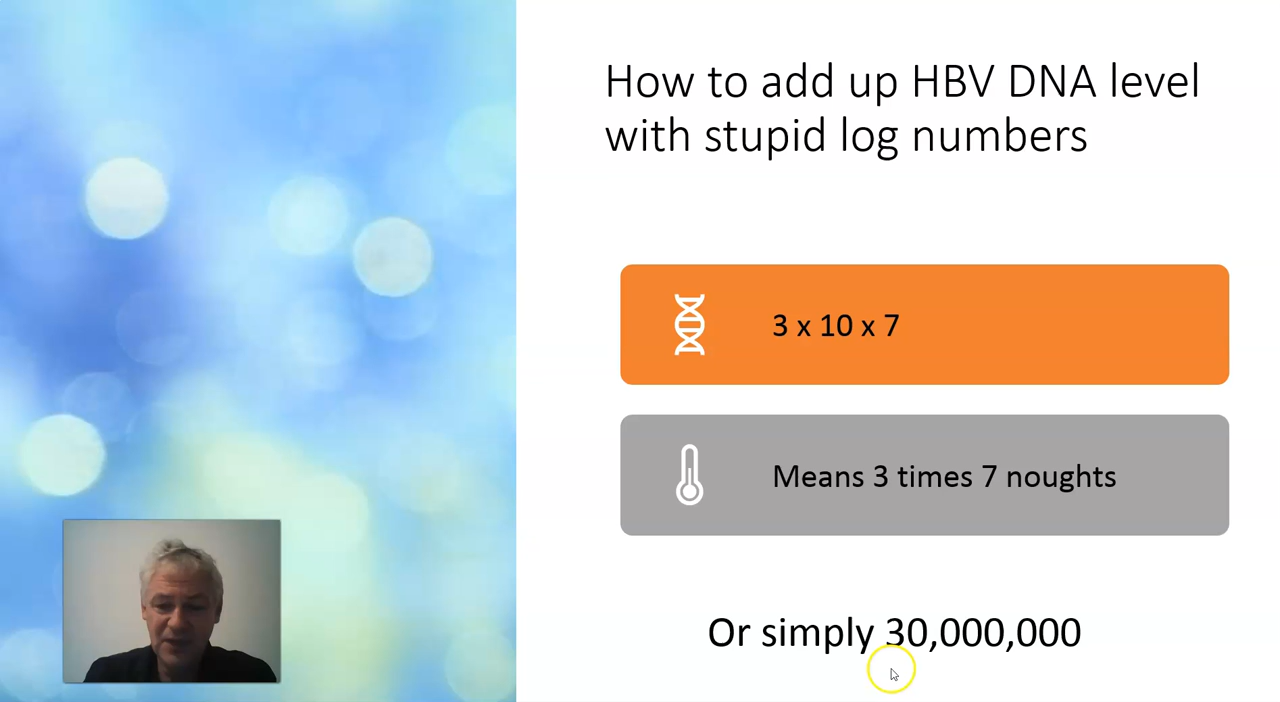 How to add up HBV DNA level
with stupid log numbers
3 x 10 x 7
Means 3 times 7 noughts
Or simply 30,000,000